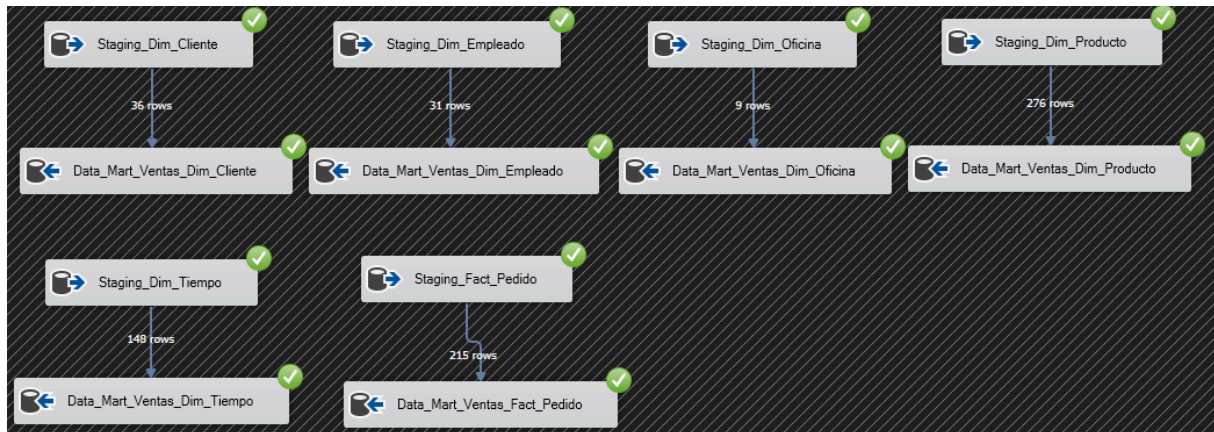 Staging_Dim_Cliente
Staging_Dim_Empleado
Staging_Dim_Oficina
Staging_Dim_Producto
36 rows
31 rows
9 rows
276 rows
Data_Mart_Ventas_Dim_Cliente
Data_Mart_Ventas_Dim_Empleado
Data_Mart_Ventas_Dim_Oficina
Data_Mart_Ventas_Dim_Producto
Staging_Dim_Tiempo
Staging_Fact_Pedido
148 rows
215 rows
Data_Mart_Ventas_Dim_Tiempo
Data_Mart_Ventas_Fact_Pedido